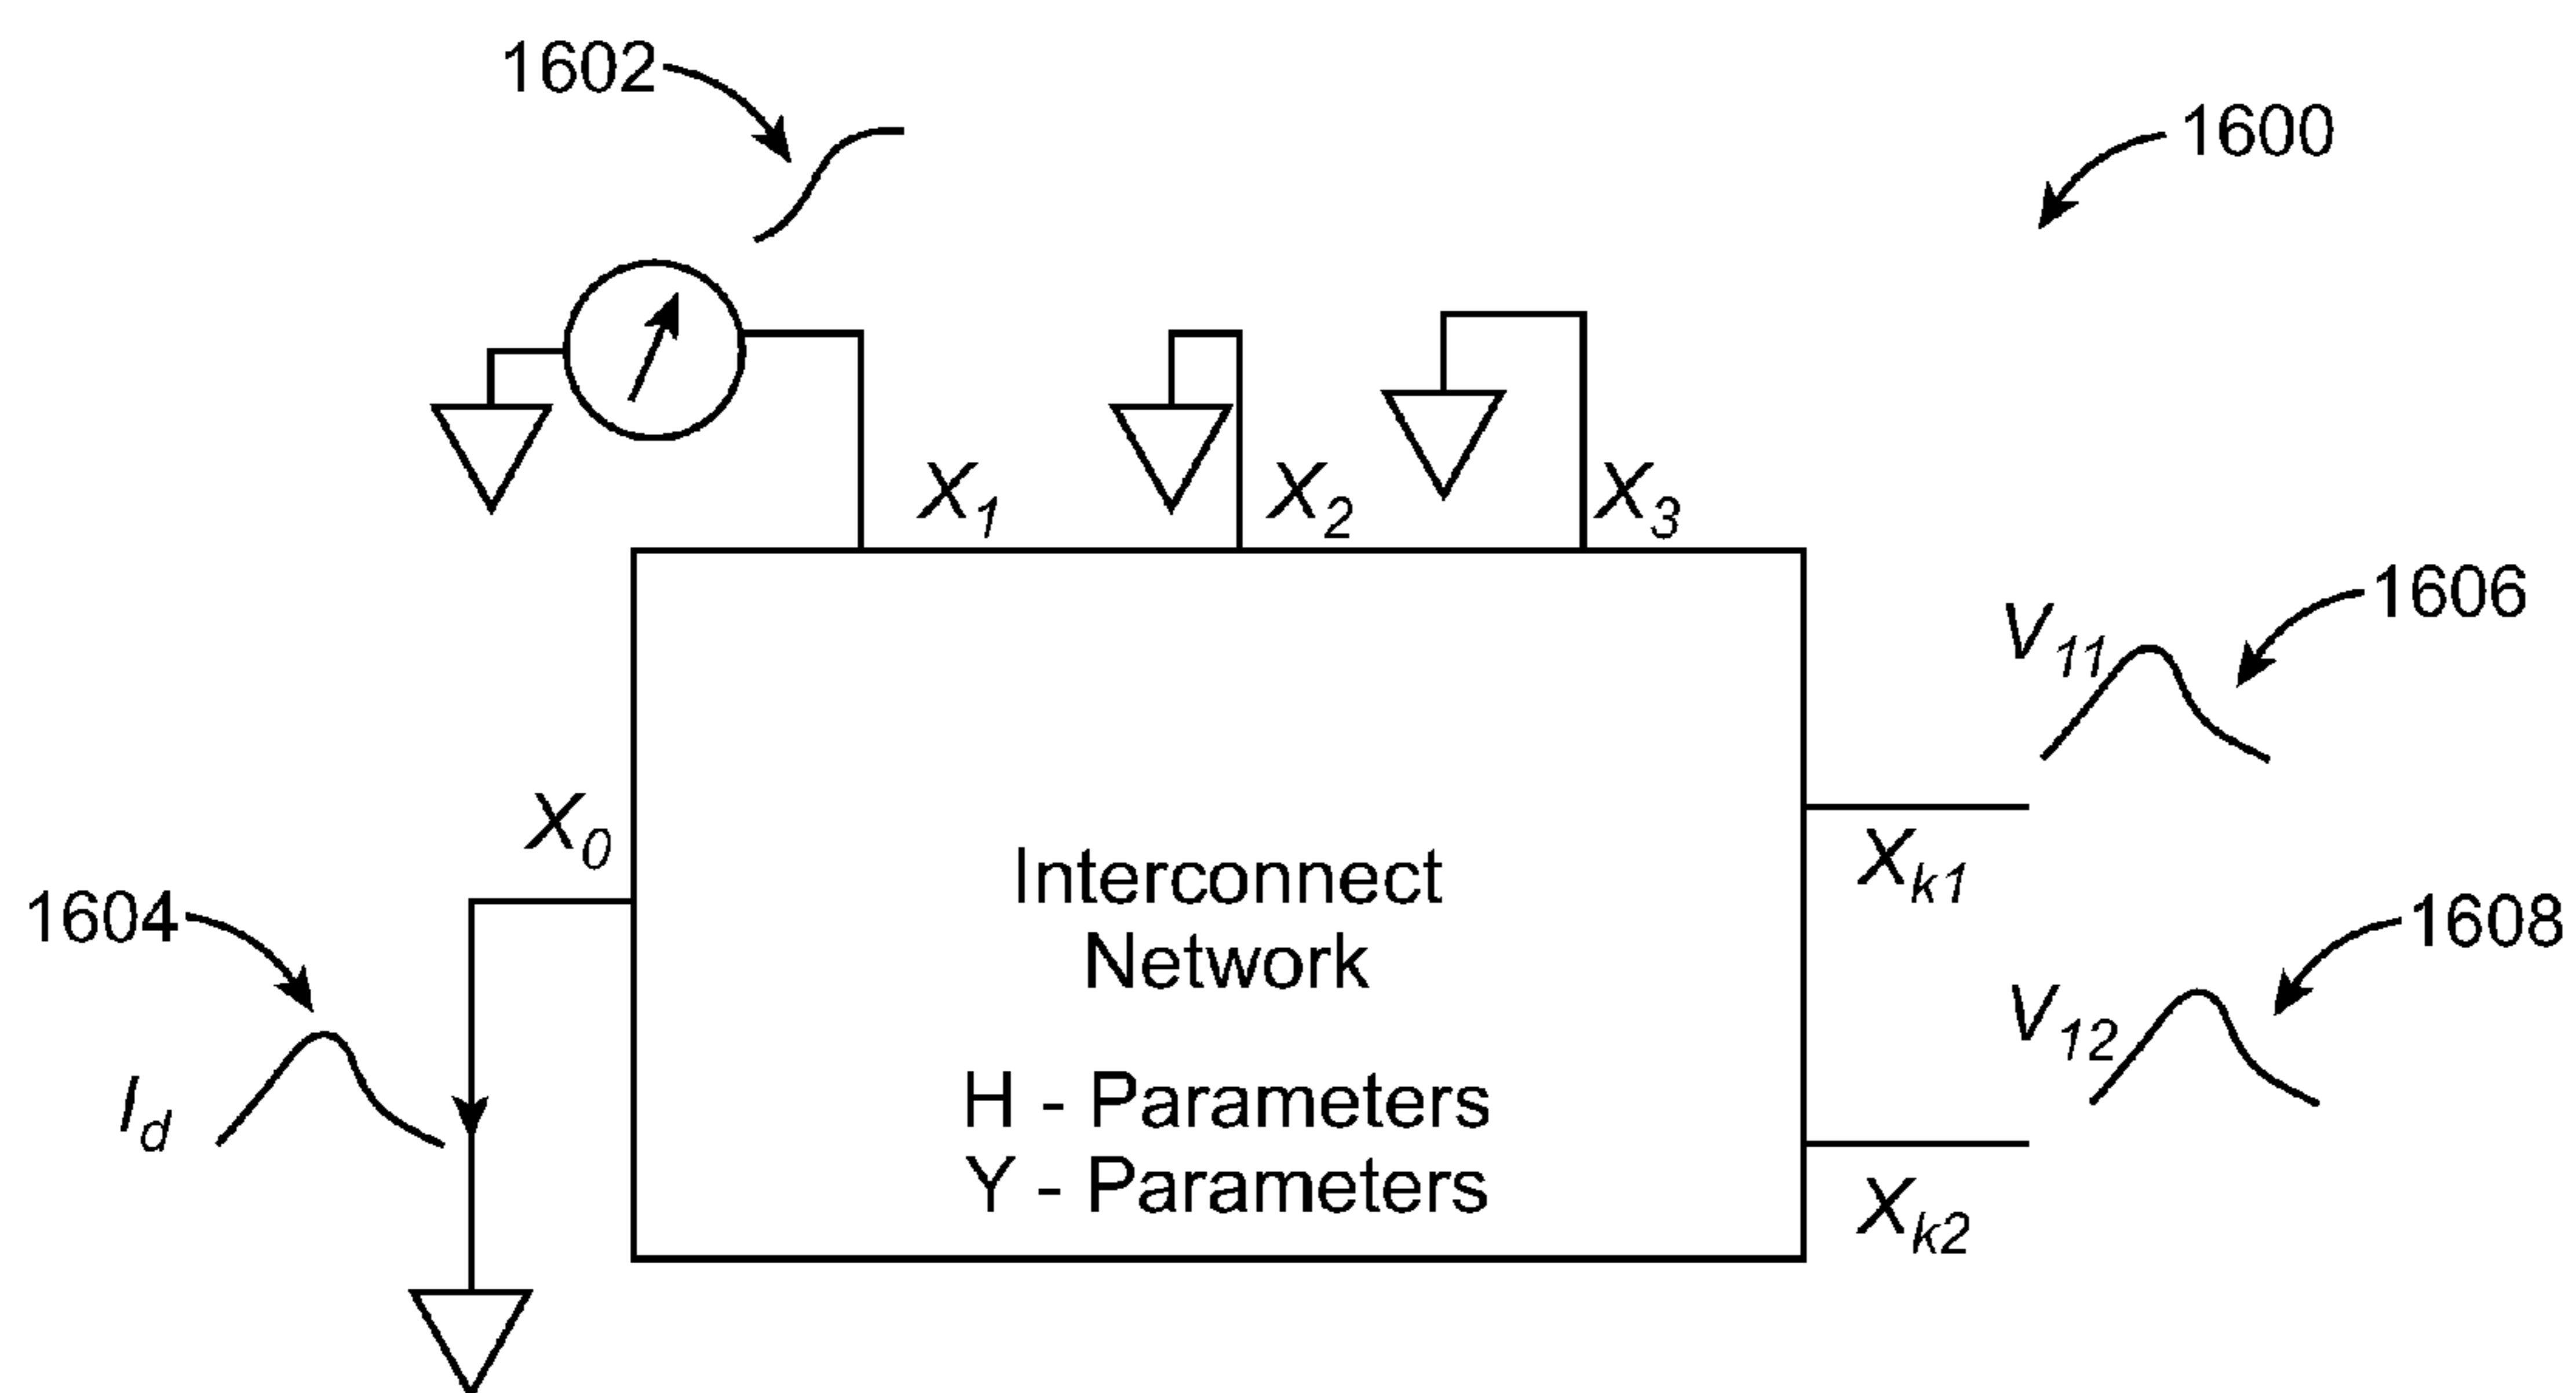 1602
1600
X1
X2
X3
V11
1606
X0
Xk1
1604
Interconnect
Network
1608
V12
Id
H - Parameters
Y - Parameters
Xk2